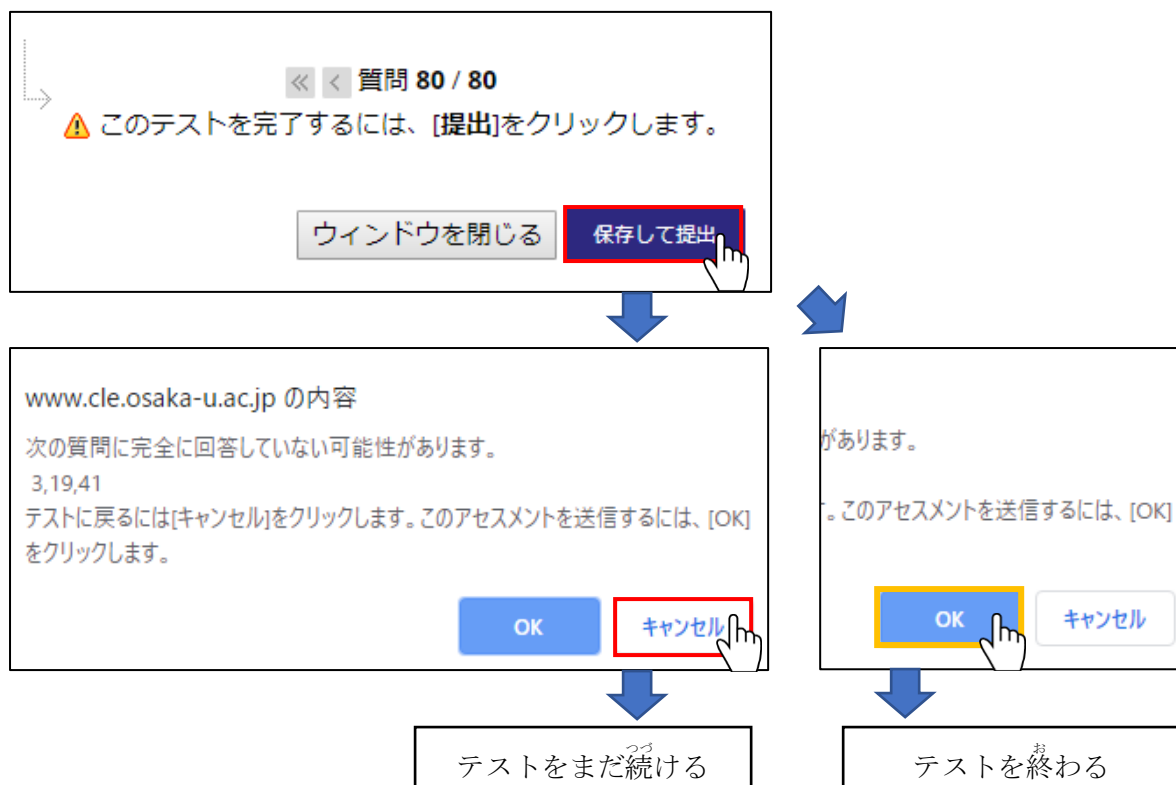 質問 80 / 80
このテストを完了するには、[提出]をクリックします。
ウィンドウを閉じる
保存して提出
www.cle.osaka-u.ac.jp の内容
次の質問に完全に回答していない可能性があります。
3,19,41
テストに戻るには[キャンセル]をクリックします。このアセスメントを送信するには、[OK]
をクリックします。
OK
キャンセル
があります。
。このアセスメントを送信するには、[OK]
OK
キャンセル
つづ
テストをまだ続ける
お
テストを終わる